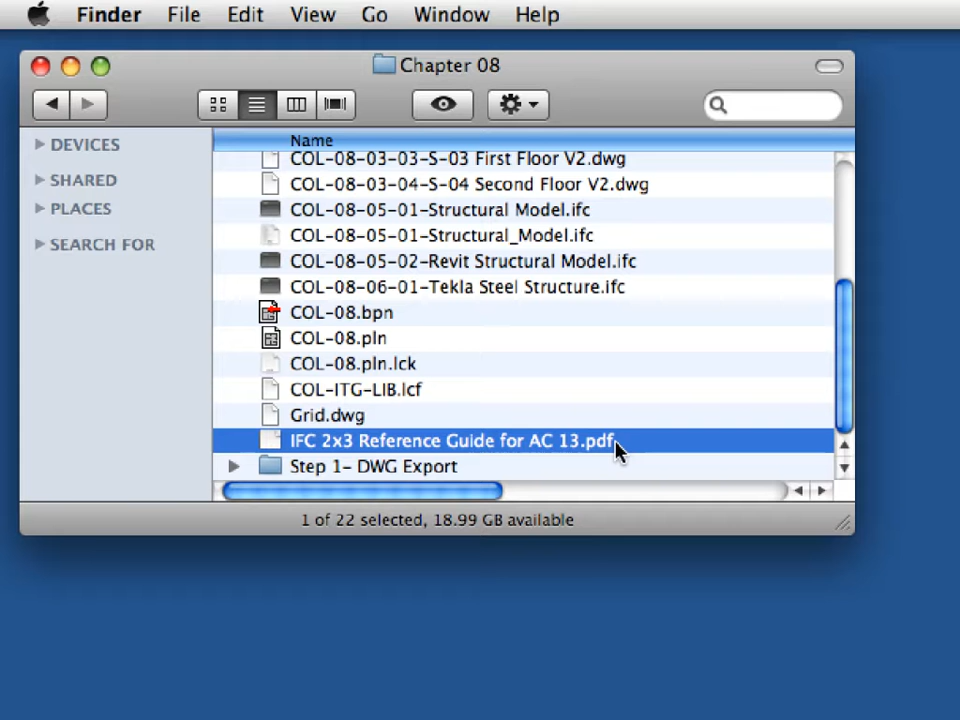 Finder File Edit View Go Window Help
Chapter 08
DEVICES
SHARED
PLACES
SEARCH FOR
Name
COL-08-03-03-S-03 First Floor V2.dwg
COL-08-03-04-S-04 Second Floor V2.dwg
COL-08-05-01-Structural Model.ifc
COL-08-05-01-Structural_Model.ifc
COL-08-05-02-Revit Structural Model.ifc
COL-08-06-01-Tekla Steel Structure.ifc
COL-08.bpn
COL-08.pln
COL-08.pln.lck
COL-ITG-LIB.lcf
Grid.dwg
IFC 2x3 Reference Guide for AC 13.pdf
Step 1- DWG Export
1 of 22 selected, 18.99 GB available